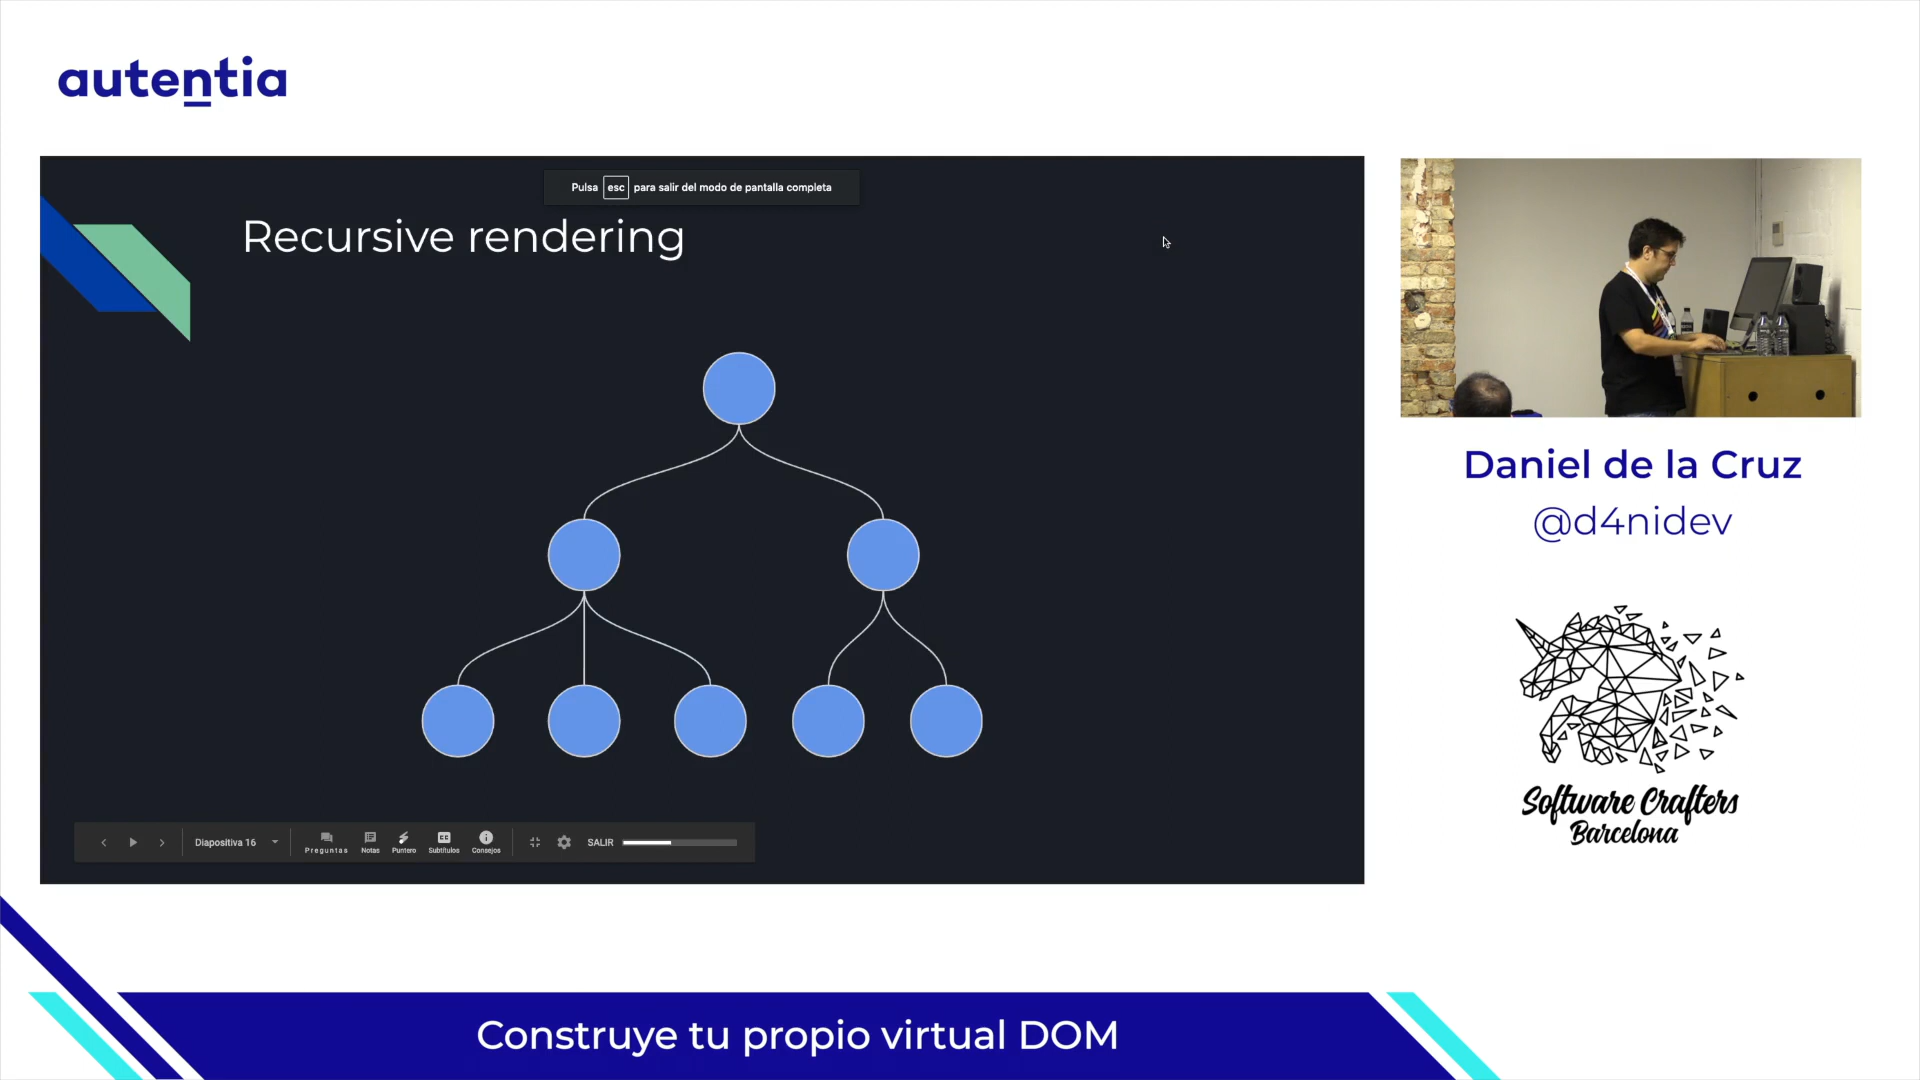 autentia
Pulsa esc para salir del modo de pantalla completa
Recursive rendering
Diapositiva 16
Preguntas
Notas
Puntero
Subtítulos
Consejos
SALIR
Daniel de la Cruz
@d4nidev
Software Crafters
Barcelona
Construye tu propio virtual DOM